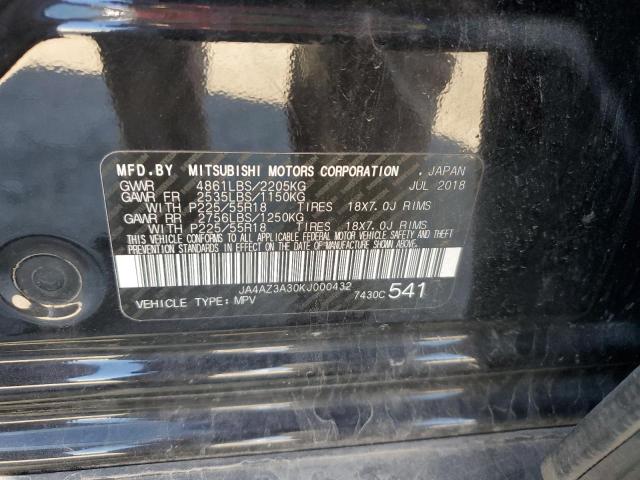 MFD.BY MITSUBISHI MOTORS CORPORATION . JAPAN
GWWR 4861LBS/2205KG JUL 2018
GAWR FR 2535LBS/1150KG
WITH P225/55R18 TIRES 18X7.0J RIMS
GAWR RR 2756LBS/1250KG
WITH P225/55R18 TIRES 18X7.0J RIMS
THIS VEHICLE CONFORMS TO ALL APPLICABLE FEDERAL MOTOR VEHICLE SAFETY AND THEFT
PREVENTION STANDARDS IN EFFECT ON THE DATE OF MANUFACTURE SHOWN ABOVE.
JA4AZ3A30KJ000432
VEHICLE TYPE: MPV 7430C 541